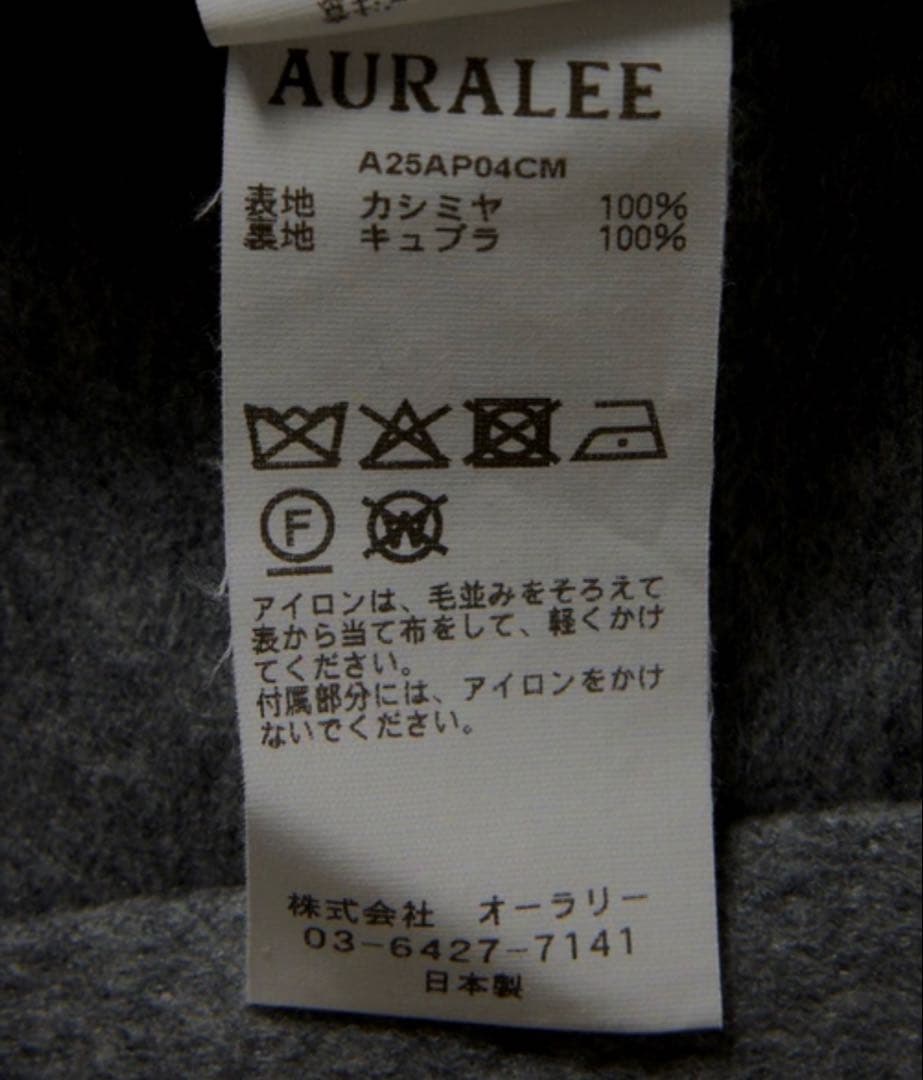 AURALEE
A25AP04CM
表地 カシミヤ 100%
裏地 キュプラ 100%
F W
アイロンは、毛並みをそろえて
表から当て布をして、軽くかけ
てください。
付属部分には、アイロンをかけ
ないでください。
株式会社 オーラリー
03-6427-7141
日本製